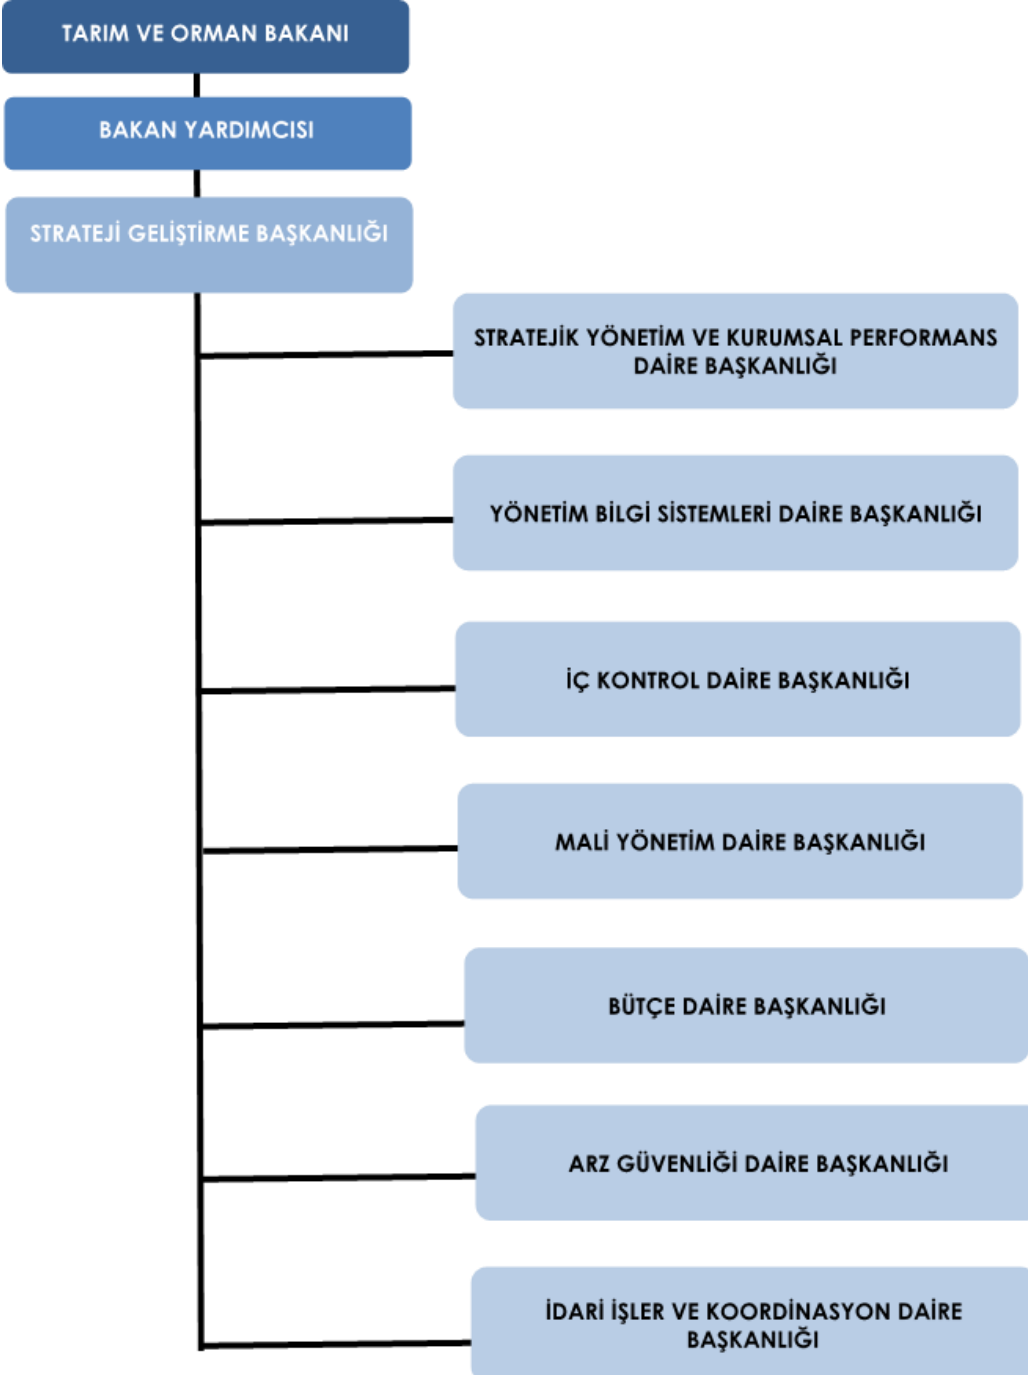 TARIM VE ORMAN BAKANI
BAKAN YARDIMCISI
STRATEJİ GELİŞTİRME BAŞKANLIĞI
STRATEJİK YÖNETİM VE KURUMSAL PERFORMANS
DAİRE BAŞKANLIĞI
YÖNETİM BİLGİ SİSTEMLERİ DAİRE BAŞKANLIĞI
İÇ KONTROL DAİRE BAŞKANLIĞI
MALİ YÖNETİM DAİRE BAŞKANLIĞI
BÜTÇE DAİRE BAŞKANLIĞI
ARZ GÜVENLİĞİ DAİRE BAŞKANLIĞI
İDARİ İŞLER VE KOORDİNASYON DAİRE
BAŞKANLIĞI